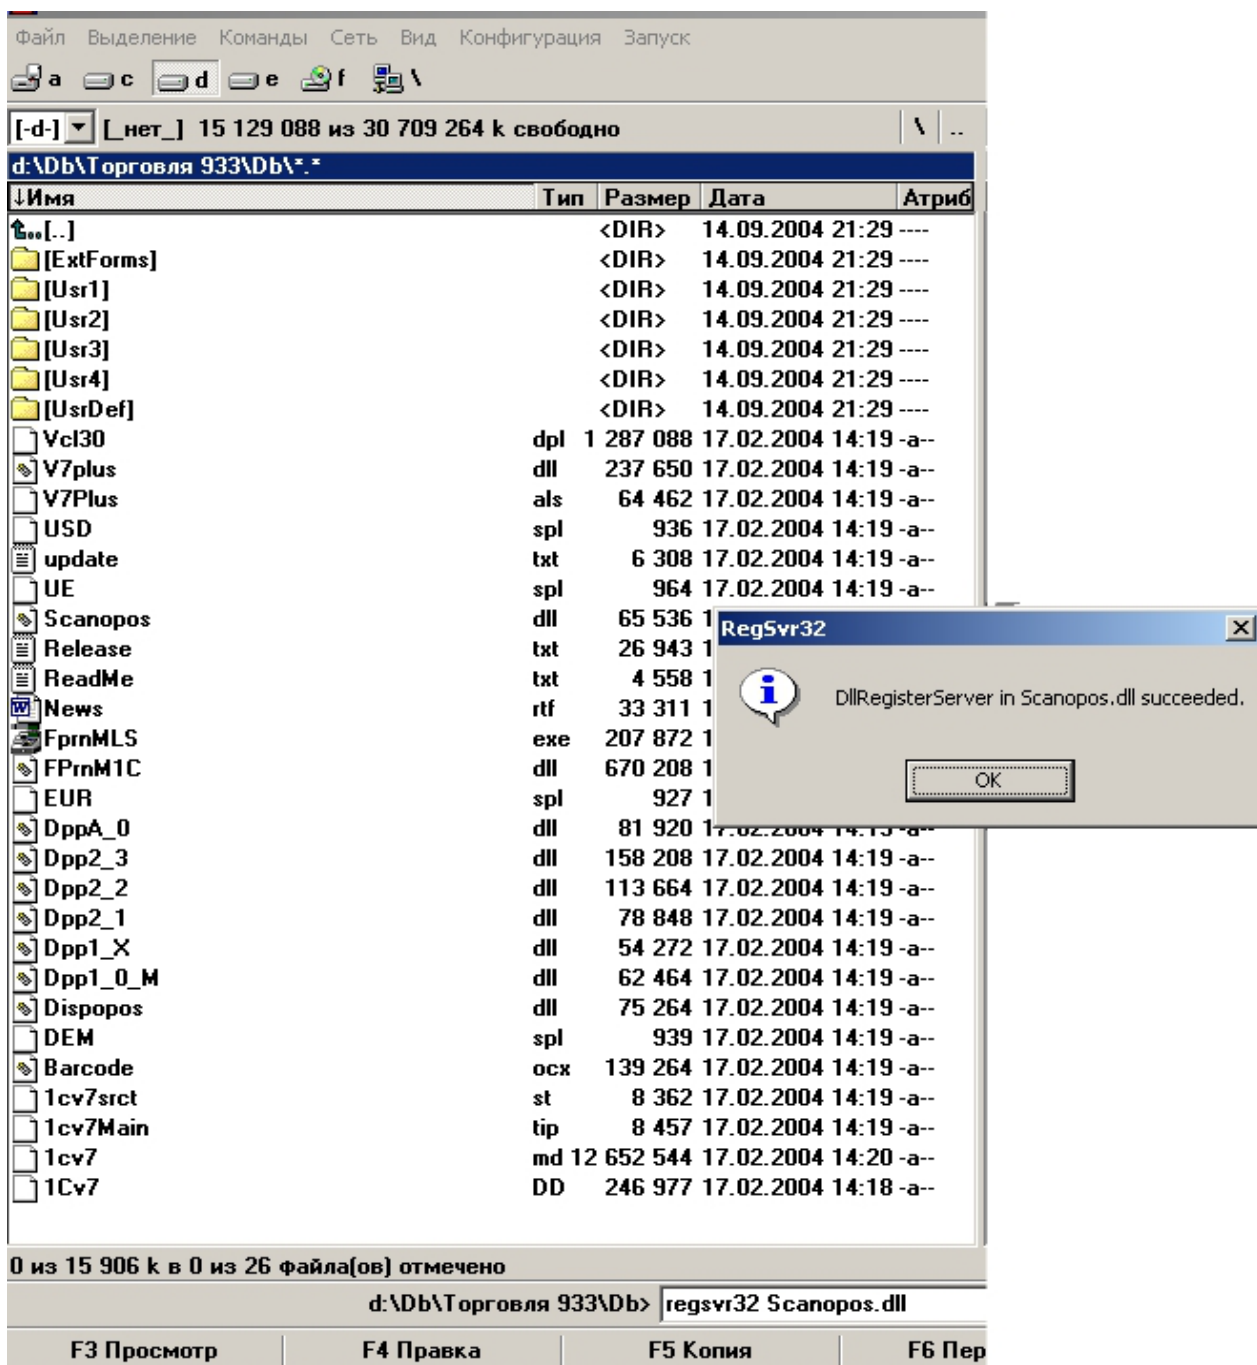 Файл Выделение Команды Сеть Вид Конфигурация Запуск
a c d e f \
[-d-] [_нет_] 15 129 088 из 30 709 264 k свободно \ ..
d:\Db\Торговля 933\Db\*.*
↓Имя Тип Размер Дата Атриб
[..] <DIR> 14.09.2004 21:29 ----
[ExtForms] <DIR> 14.09.2004 21:29 ----
[Usr1] <DIR> 14.09.2004 21:29 ----
[Usr2] <DIR> 14.09.2004 21:29 ----
[Usr3] <DIR> 14.09.2004 21:29 ----
[Usr4] <DIR> 14.09.2004 21:29 ----
[UsrDef] <DIR> 14.09.2004 21:29 ----
Vcl30 dpl 1 287 088 17.02.2004 14:19 -a--
V7plus dll 237 650 17.02.2004 14:19 -a--
V7Plus als 64 462 17.02.2004 14:19 -a--
USD spl 936 17.02.2004 14:19 -a--
update txt 6 308 17.02.2004 14:19 -a--
UE spl 964 17.02.2004 14:19 -a--
Scanopos dll 65 536 1
RegSvr32
Release txt 26 943 1
ReadMe txt 4 558 1
DllRegisterServer in Scanopos.dll succeeded.
News rtf 33 311 1
FprnMLS exe 207 872 1
FPrnM1C dll 670 208 1
OK
EUR spl 927 1
DppA_0 dll 81 920 17.02.2004 14:19 -a--
Dpp2_3 dll 158 208 17.02.2004 14:19 -a--
Dpp2_2 dll 113 664 17.02.2004 14:19 -a--
Dpp2_1 dll 78 848 17.02.2004 14:19 -a--
Dpp1_X dll 54 272 17.02.2004 14:19 -a--
Dpp1_0_M dll 62 464 17.02.2004 14:19 -a--
Dispopos dll 75 264 17.02.2004 14:19 -a--
DEM spl 939 17.02.2004 14:19 -a--
Barcode ocx 139 264 17.02.2004 14:19 -a--
1cv7srct st 8 362 17.02.2004 14:19 -a--
1cv7Main tip 8 457 17.02.2004 14:19 -a--
1cv7 md 12 652 544 17.02.2004 14:20 -a--
1Cv7 DD 246 977 17.02.2004 14:18 -a--
0 из 15 906 k в 0 из 26 файла(ов) отмечено
d:\Db\Торговля 933\Db> regsvr32 Scanopos.dll
F3 Просмотр F4 Правка F5 Копия F6 Пер